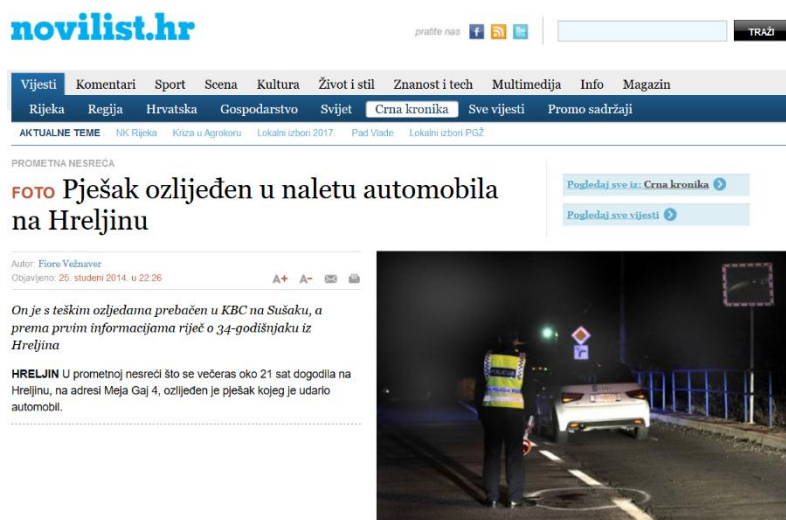 novilist.hr
pratite nas
TRAŽI
Vijesti Komentari Sport Scena Kultura Život i stil Znanost i tech Multimedija Info Magazin
Rijeka Regija Hrvatska Gospodarstvo Svijet Crna kronika Sve vijesti Promo sadržaji
AKTUALNE TEME NK Rijeka Kriza u Agrokoru Lokalni izbori 2017. Pad Vlade Lokalni izbori PGŽ
PROMETNA NESREĆA
FOTO Pješak ozlijeđen u naletu automobila
na Hreljinu
Pogledaj sve iz: Crna kronika
Pogledaj sve vijesti
Autor: Fiore Vežnaver
Objavljeno: 25. studeni 2014. u 22:26
A+ A-
On je s teškim ozljedama prebačen u KBC na Sušaku, a
prema prvim informacijama riječ o 34-godišnjaku iz
Hreljina
HRELJIN U prometnoj nesreći što se večeras oko 21 sat dogodila na
Hreljinu, na adresi Meja Gaj 4, ozlijeđen je pješak kojeg je udario
automobil.
POLICIJA